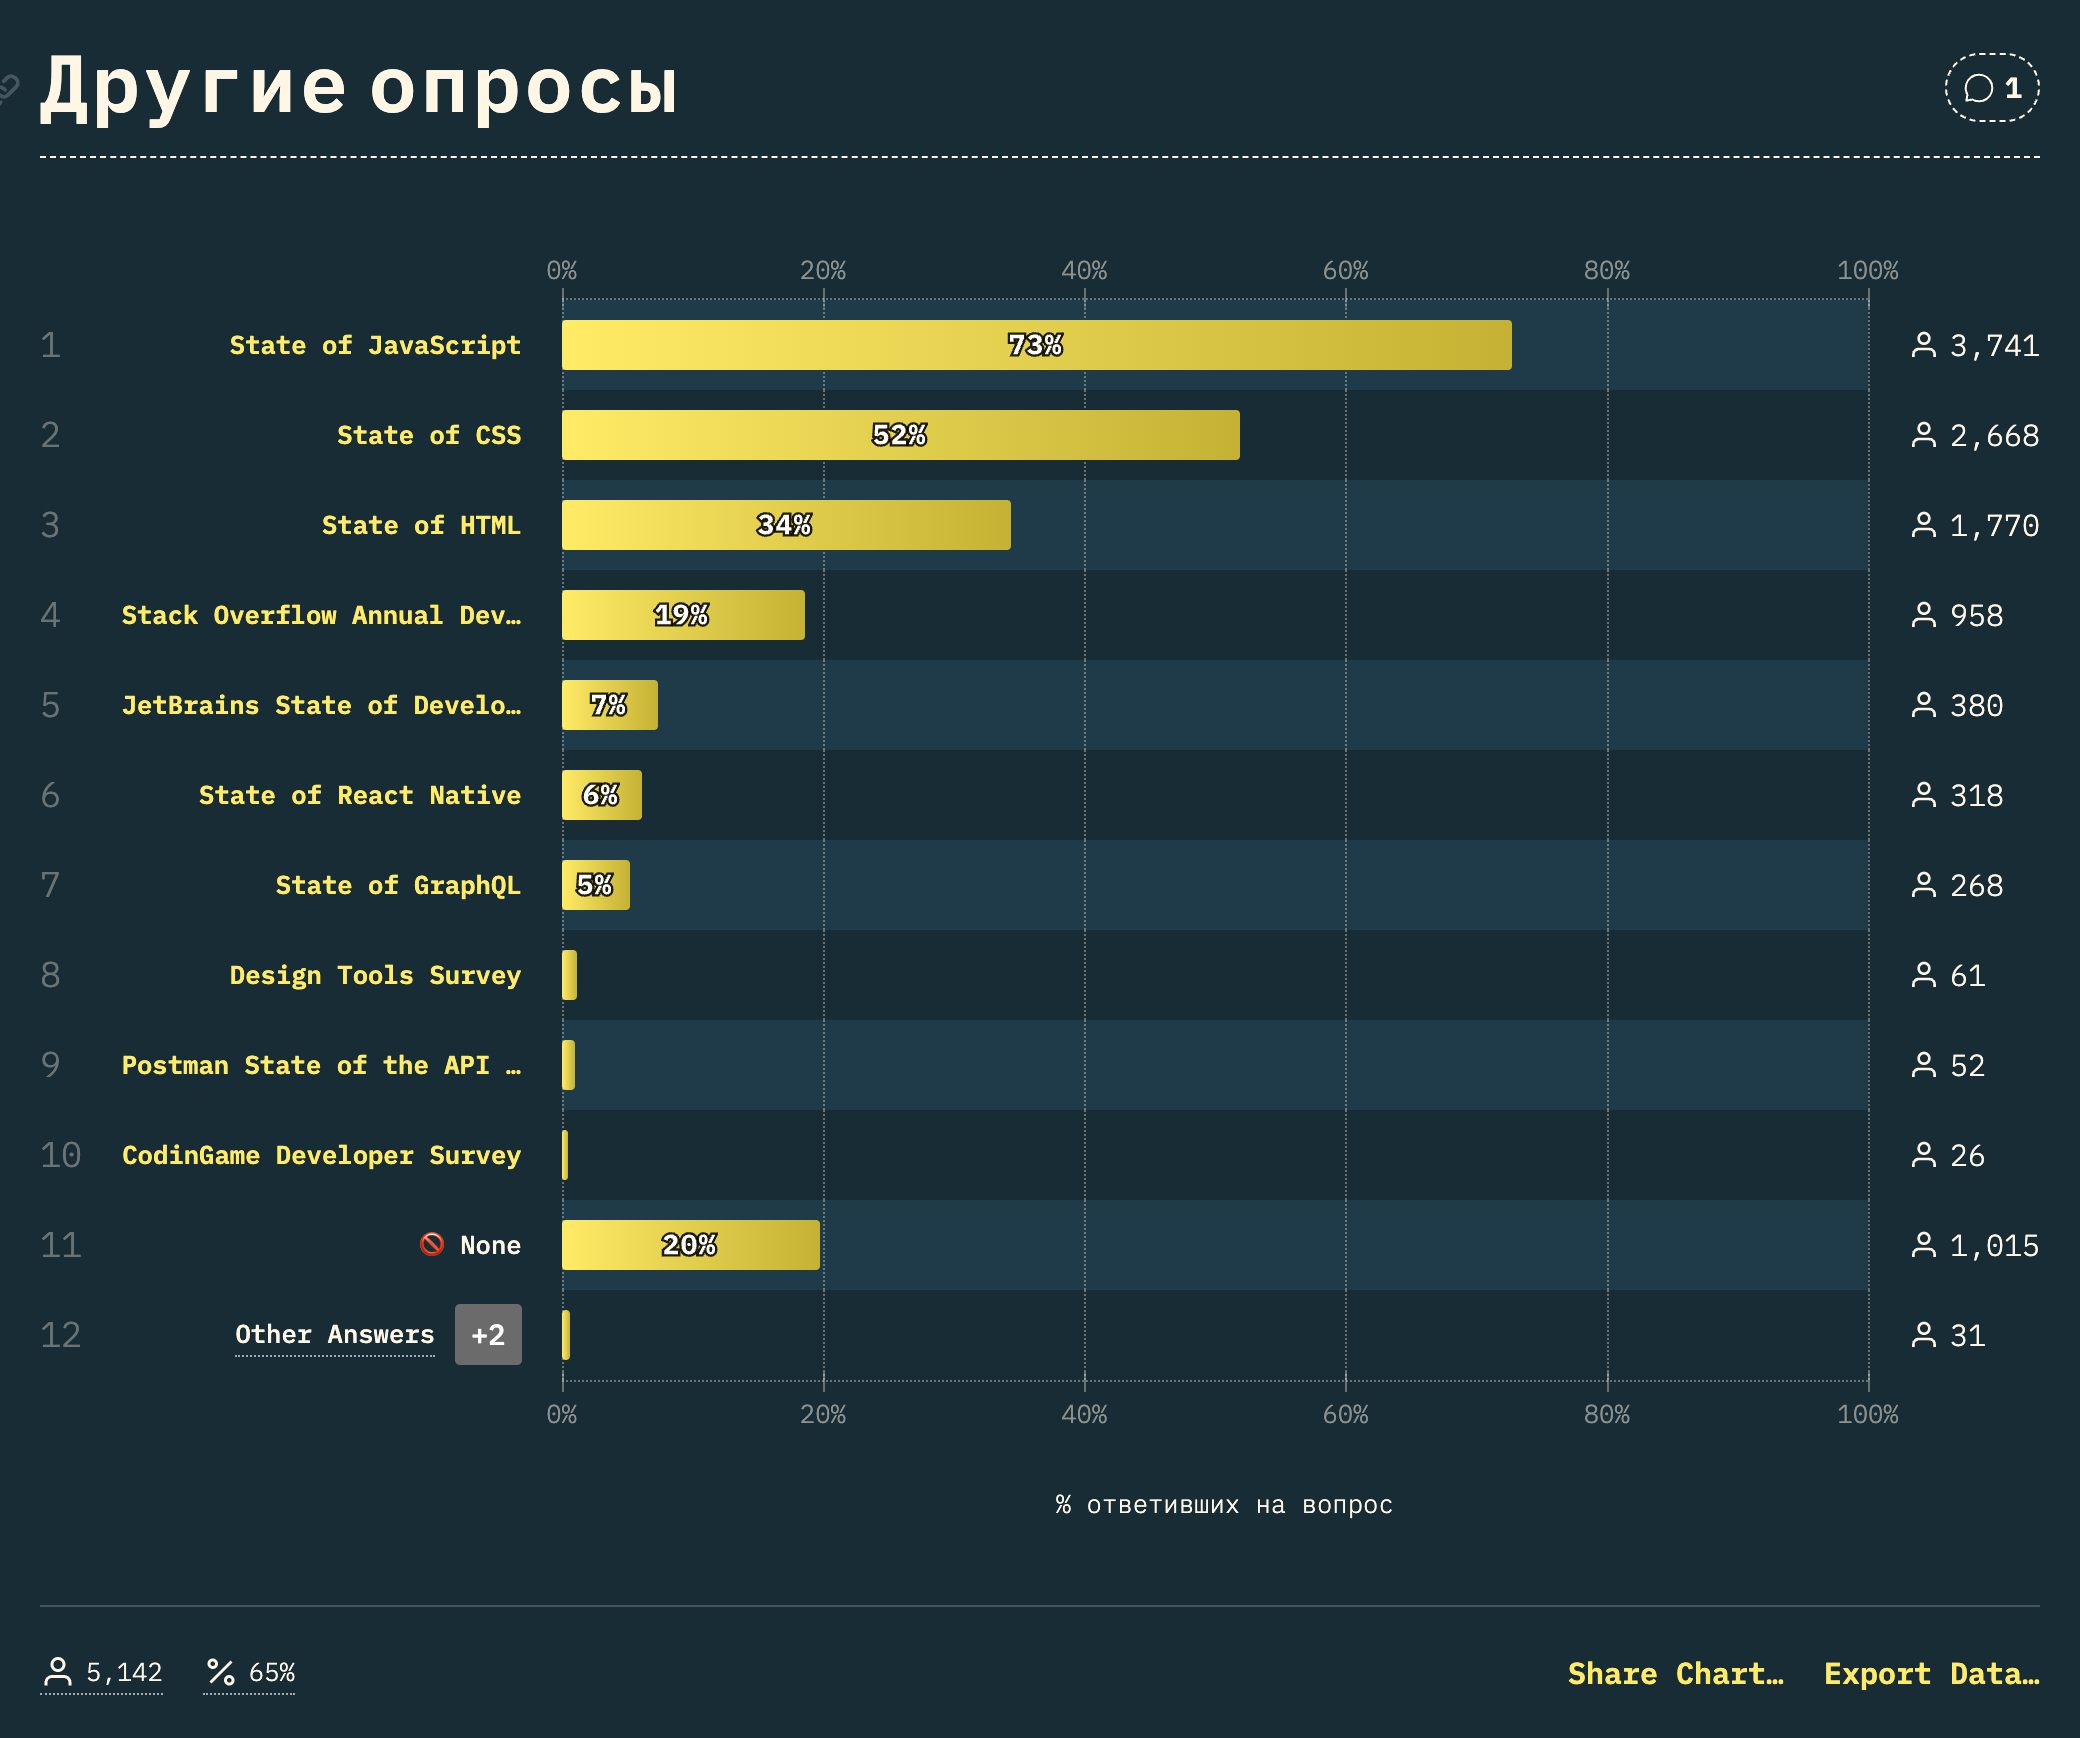 Другие опросы
1
0% 20% 40% 60% 80% 100%
1 State of JavaScript 73% 3,741
2 State of CSS 52% 2,668
3 State of HTML 34% 1,770
4 Stack Overflow Annual Dev… 19% 958
5 JetBrains State of Develo… 7% 380
6 State of React Native 6% 318
7 State of GraphQL 5% 268
8 Design Tools Survey 61
9 Postman State of the API … 52
10 CodinGame Developer Survey 26
11 None 20% 1,015
12 Other Answers +2 31
0% 20% 40% 60% 80% 100%
% ответивших на вопрос
5,142 % 65% Share Chart… Export Data…